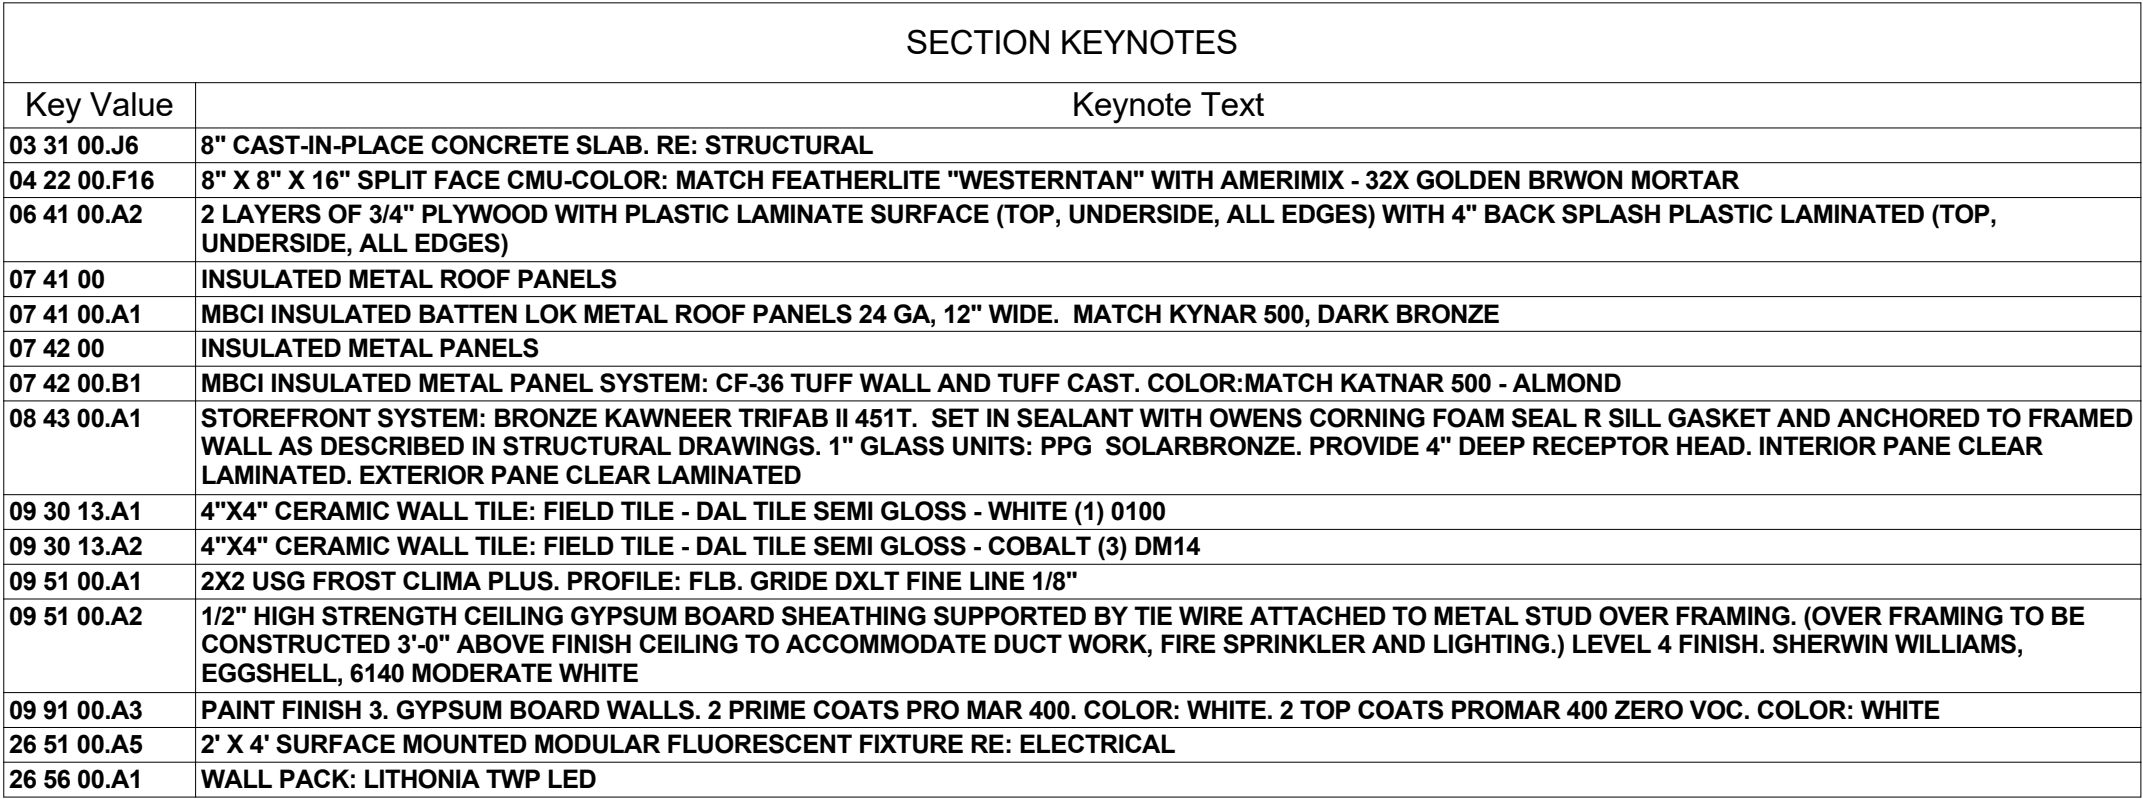 SECTION KEYNOTES
Key Value Keynote Text
03 31 00.J6 8" CAST-IN-PLACE CONCRETE SLAB. RE: STRUCTURAL
04 22 00.F16 8" X 8" X 16" SPLIT FACE CMU-COLOR: MATCH FEATHERLITE "WESTERNTAN" WITH AMERIMIX - 32X GOLDEN BRWON MORTAR
06 41 00.A2 2 LAYERS OF 3/4" PLYWOOD WITH PLASTIC LAMINATE SURFACE (TOP, UNDERSIDE, ALL EDGES) WITH 4" BACK SPLASH PLASTIC LAMINATED (TOP,
UNDERSIDE, ALL EDGES)
07 41 00 INSULATED METAL ROOF PANELS
07 41 00.A1 MBCI INSULATED BATTEN LOK METAL ROOF PANELS 24 GA, 12" WIDE.  MATCH KYNAR 500, DARK BRONZE
07 42 00 INSULATED METAL PANELS
07 42 00.B1 MBCI INSULATED METAL PANEL SYSTEM: CF-36 TUFF WALL AND TUFF CAST. COLOR:MATCH KATNAR 500 - ALMOND
08 43 00.A1 STOREFRONT SYSTEM: BRONZE KAWNEER TRIFAB II 451T.  SET IN SEALANT WITH OWENS CORNING FOAM SEAL R SILL GASKET AND ANCHORED TO FRAMED
WALL AS DESCRIBED IN STRUCTURAL DRAWINGS. 1" GLASS UNITS: PPG  SOLARBRONZE. PROVIDE 4" DEEP RECEPTOR HEAD. INTERIOR PANE CLEAR
LAMINATED. EXTERIOR PANE CLEAR LAMINATED
09 30 13.A1 4"X4" CERAMIC WALL TILE: FIELD TILE - DAL TILE SEMI GLOSS - WHITE (1) 0100
09 30 13.A2 4"X4" CERAMIC WALL TILE: FIELD TILE - DAL TILE SEMI GLOSS - COBALT (3) DM14
09 51 00.A1 2X2 USG FROST CLIMA PLUS. PROFILE: FLB. GRIDE DXLT FINE LINE 1/8"
09 51 00.A2 1/2" HIGH STRENGTH CEILING GYPSUM BOARD SHEATHING SUPPORTED BY TIE WIRE ATTACHED TO METAL STUD OVER FRAMING. (OVER FRAMING TO BE
CONSTRUCTED 3'-0" ABOVE FINISH CEILING TO ACCOMMODATE DUCT WORK, FIRE SPRINKLER AND LIGHTING.) LEVEL 4 FINISH. SHERWIN WILLIAMS,
EGGSHELL, 6140 MODERATE WHITE
09 91 00.A3 PAINT FINISH 3. GYPSUM BOARD WALLS. 2 PRIME COATS PRO MAR 400. COLOR: WHITE. 2 TOP COATS PROMAR 400 ZERO VOC. COLOR: WHITE
26 51 00.A5 2' X 4' SURFACE MOUNTED MODULAR FLUORESCENT FIXTURE RE: ELECTRICAL
26 56 00.A1 WALL PACK: LITHONIA TWP LED